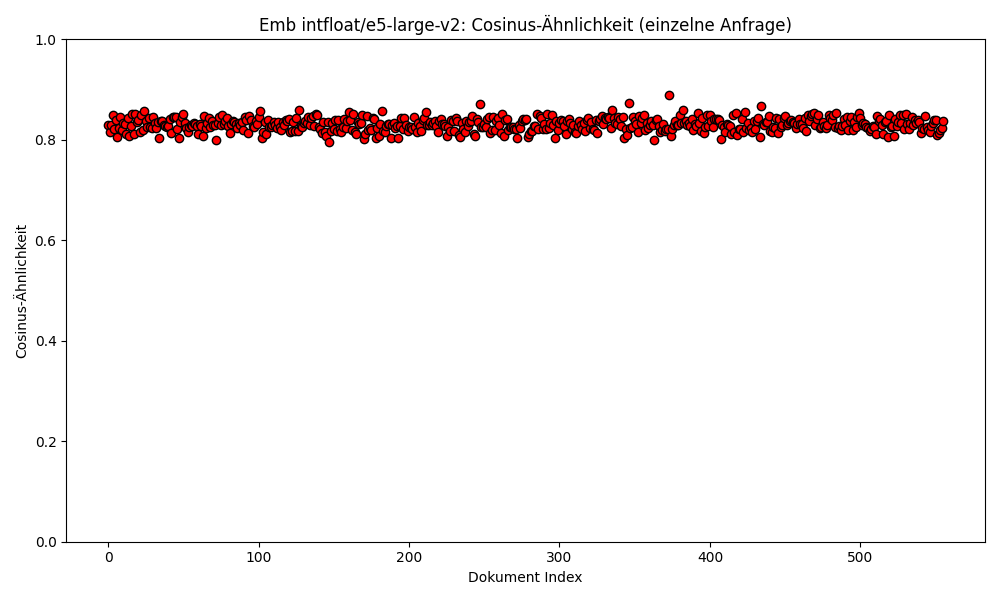 Emb intfloat/e5-large-v2: Cosinus-Ähnlichkeit (einzelne Anfrage)
1.0
0.8
0.6
0.4
0.2
0.0
Cosinus-Ähnlichkeit
0 100 200 300 400 500
Dokument Index